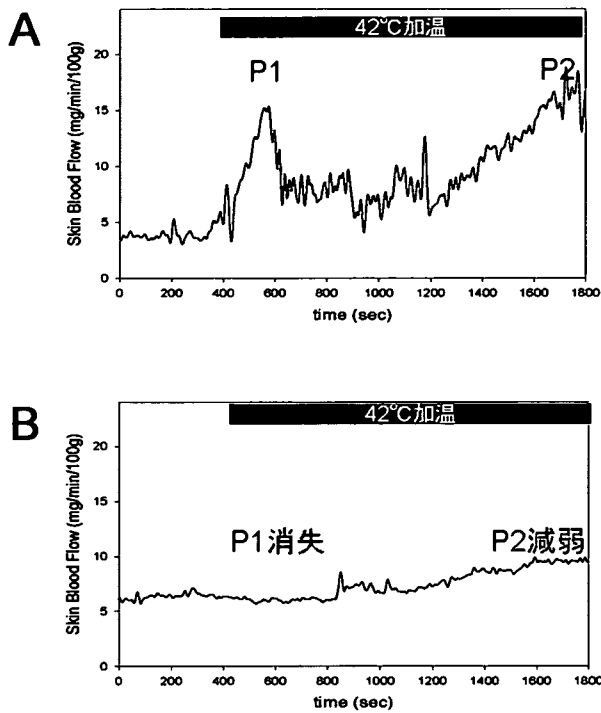 A
42℃加温
P1
P2
Skin Blood Flow (mg/min/100g)
20
15
10
5
0
0 200 400 600 800 1000 1200 1400 1600 1800
time (sec)
B
42℃加温
P1消失
P2減弱
Skin Blood Flow (mg/min/100g)
20
15
10
5
0
0 200 400 600 800 1000 1200 1400 1600 1800
time (sec)